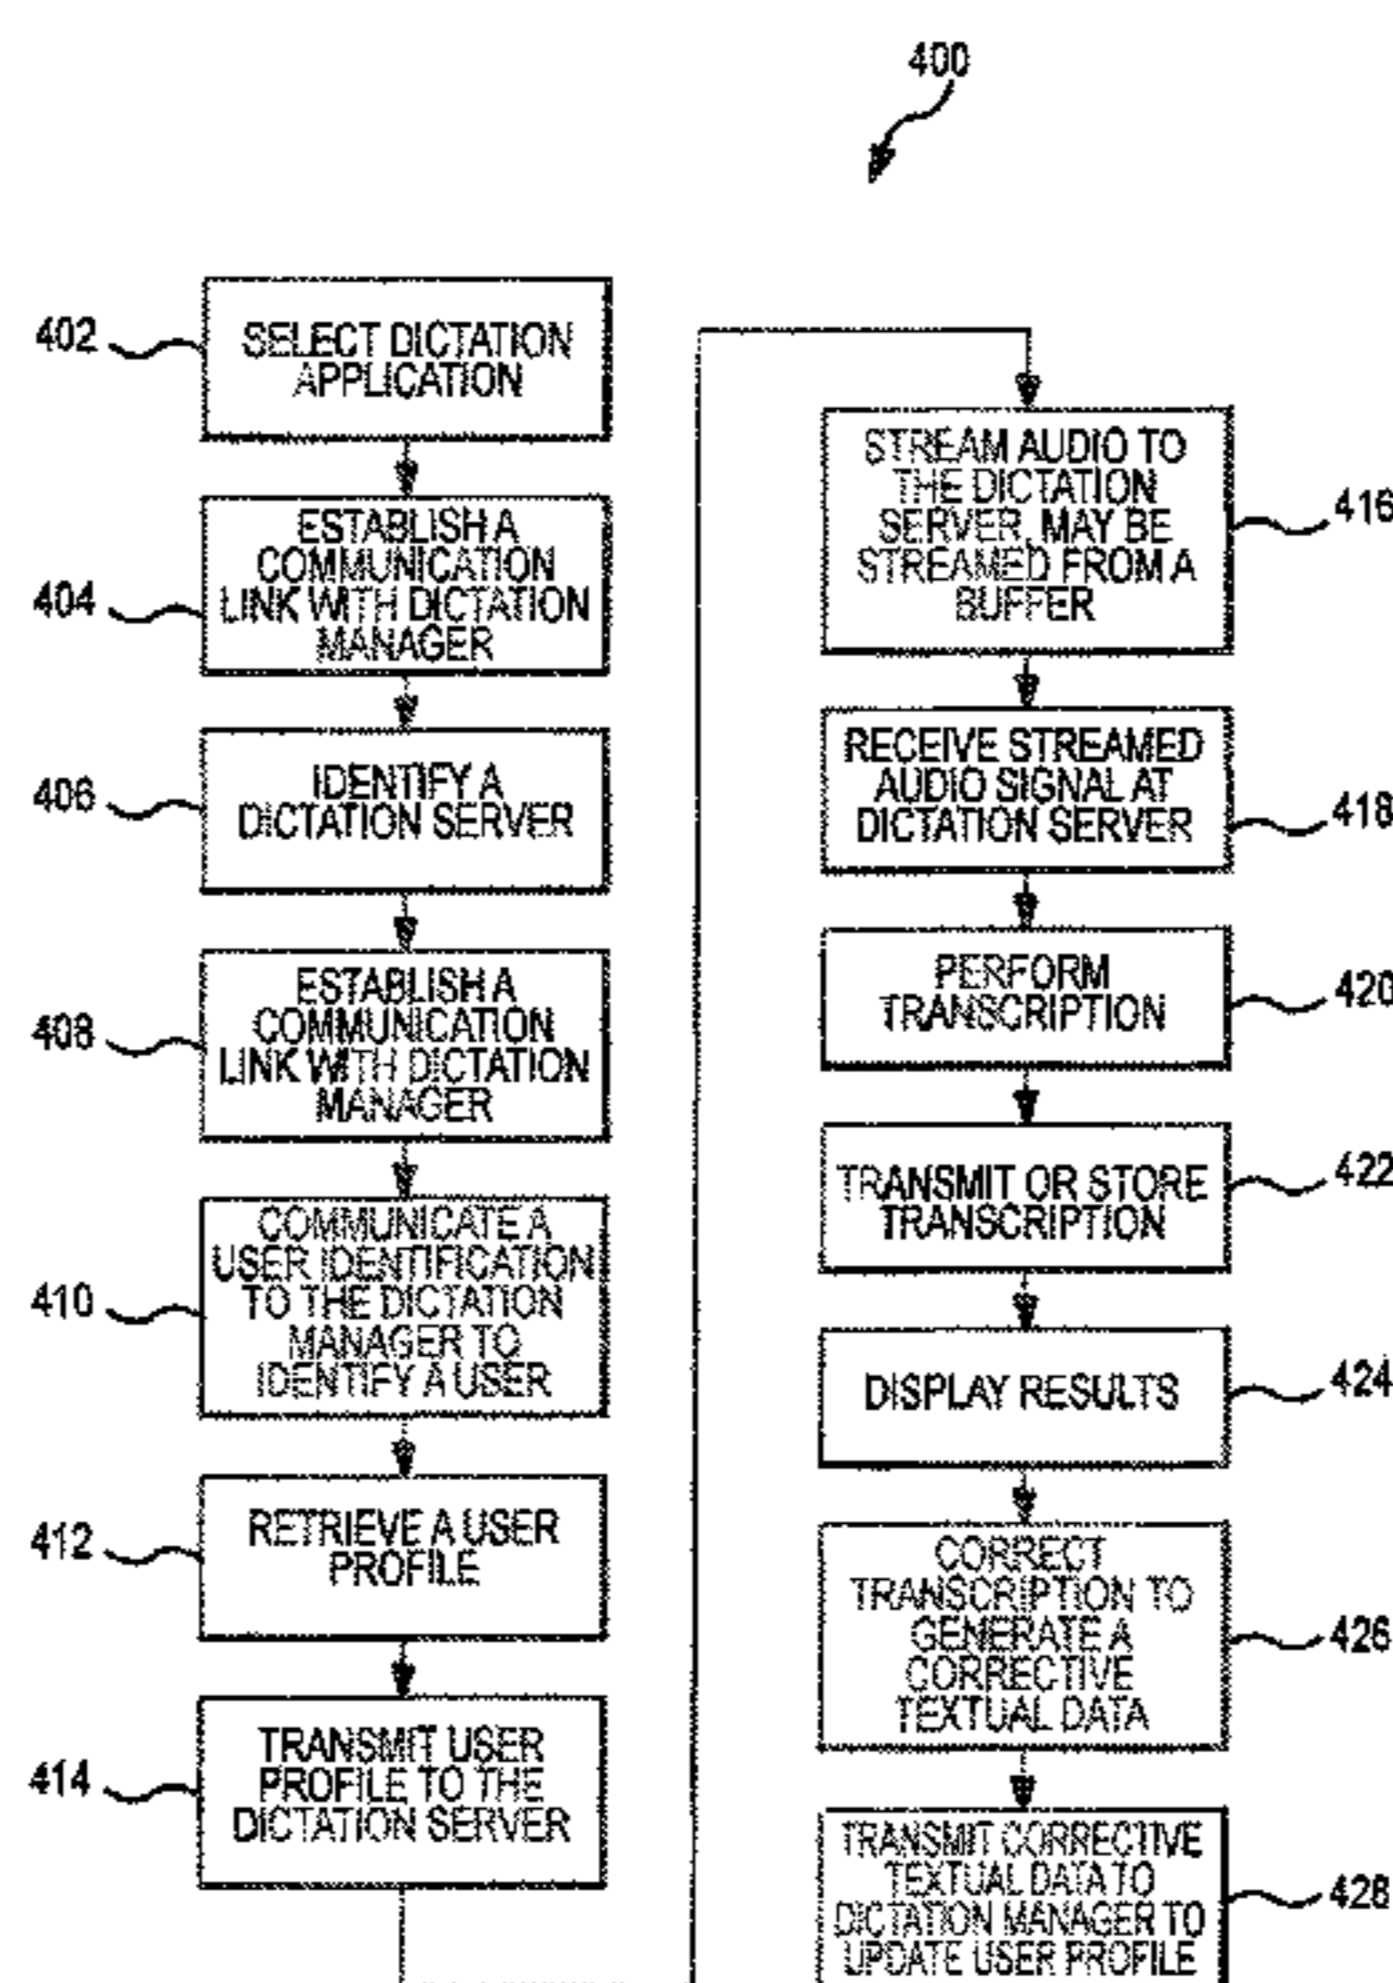 400
402
SELECT DICTATION
APPLICATION
404
ESTABLISH A
COMMUNICATION
LINK WITH DICTATION
MANAGER
406
IDENTIFY A
DICTATION SERVER
408
ESTABLISH A
COMMUNICATION
LINK WITH DICTATION
MANAGER
410
COMMUNICATE A
USER IDENTIFICATION
TO THE DICTATION
MANAGER TO
IDENTIFY A USER
412
RETRIEVE A USER
PROFILE
414
TRANSMIT USER
PROFILE TO THE
DICTATION SERVER
STREAM AUDIO TO
THE DICTATION
SERVER, MAY BE
STREAMED FROM A
BUFFER
416
RECEIVE STREAMED
AUDIO SIGNAL AT
DICTATION SERVER
418
PERFORM
TRANSCRIPTION
420
TRANSMIT OR STORE
TRANSCRIPTION
422
DISPLAY RESULTS
424
CORRECT
TRANSCRIPTION TO
GENERATE A
CORRECTIVE
TEXTUAL DATA
426
TRANSMIT CORRECTIVE
TEXTUAL DATA TO
DICTATION MANAGER TO
UPDATE USER PROFILE
428